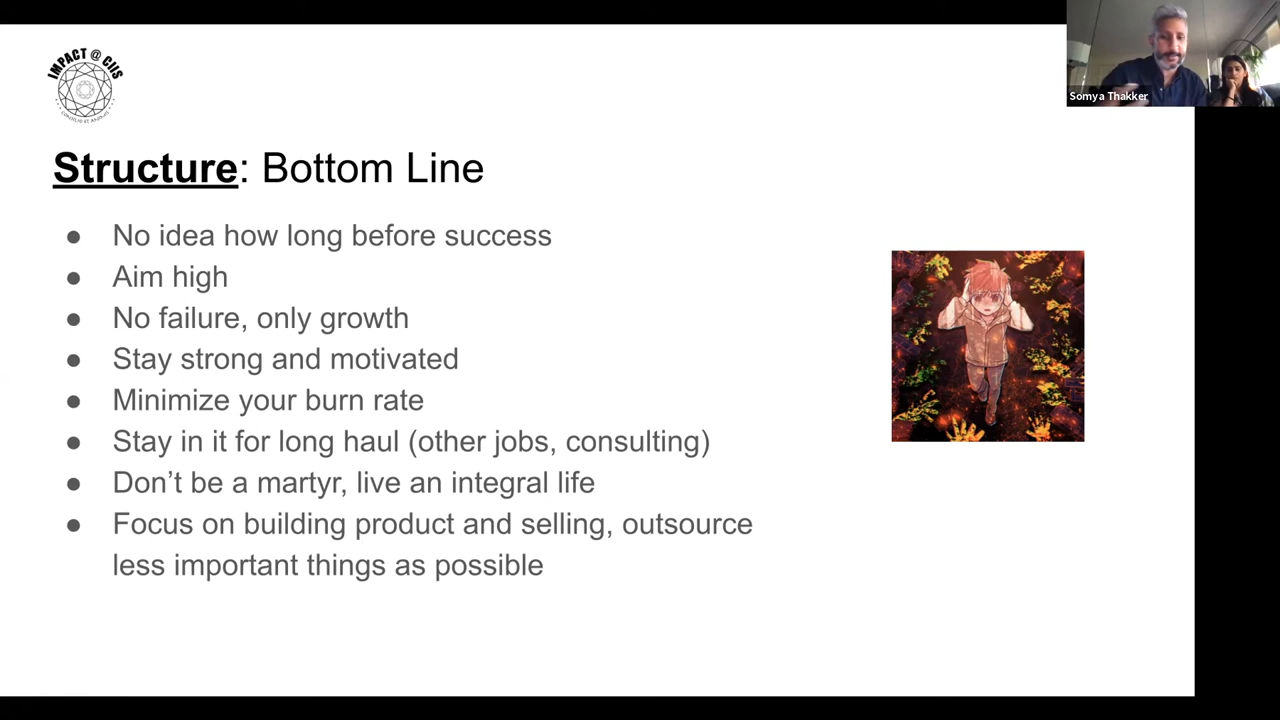 IMPACT @ CIIS
Somya Thakker
Structure: Bottom Line
● No idea how long before success
● Aim high
● No failure, only growth
● Stay strong and motivated
● Minimize your burn rate
● Stay in it for long haul (other jobs, consulting)
● Don’t be a martyr, live an integral life
● Focus on building product and selling, outsource
less important things as possible